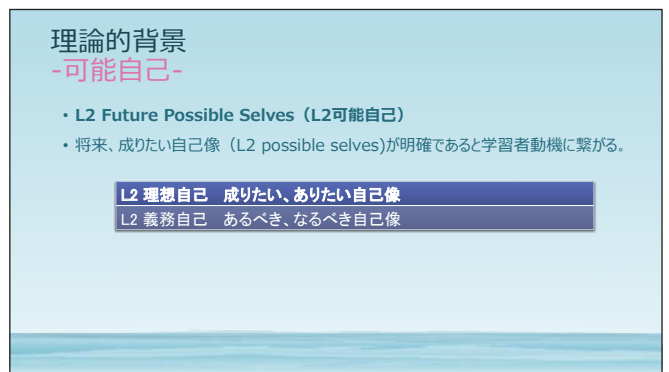 理論的背景
-可能自己-
• L2 Future Possible Selves（L2可能自己）
• 将来、成りたい自己像（L2 possible selves)が明確であると学習者動機に繋がる。
L2 理想自己　成りたい、ありたい自己像
L2 義務自己　あるべき、なるべき自己像